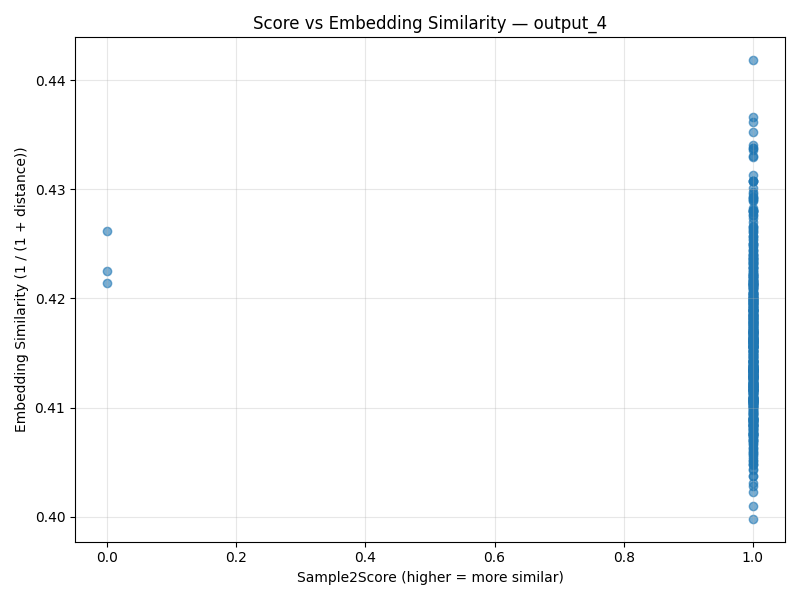 Score vs Embedding Similarity — output_4
Embedding Similarity (1 / (1 + distance))
0.44
0.43
0.42
0.41
0.40
0.0 0.2 0.4 0.6 0.8 1.0
Sample2Score (higher = more similar)